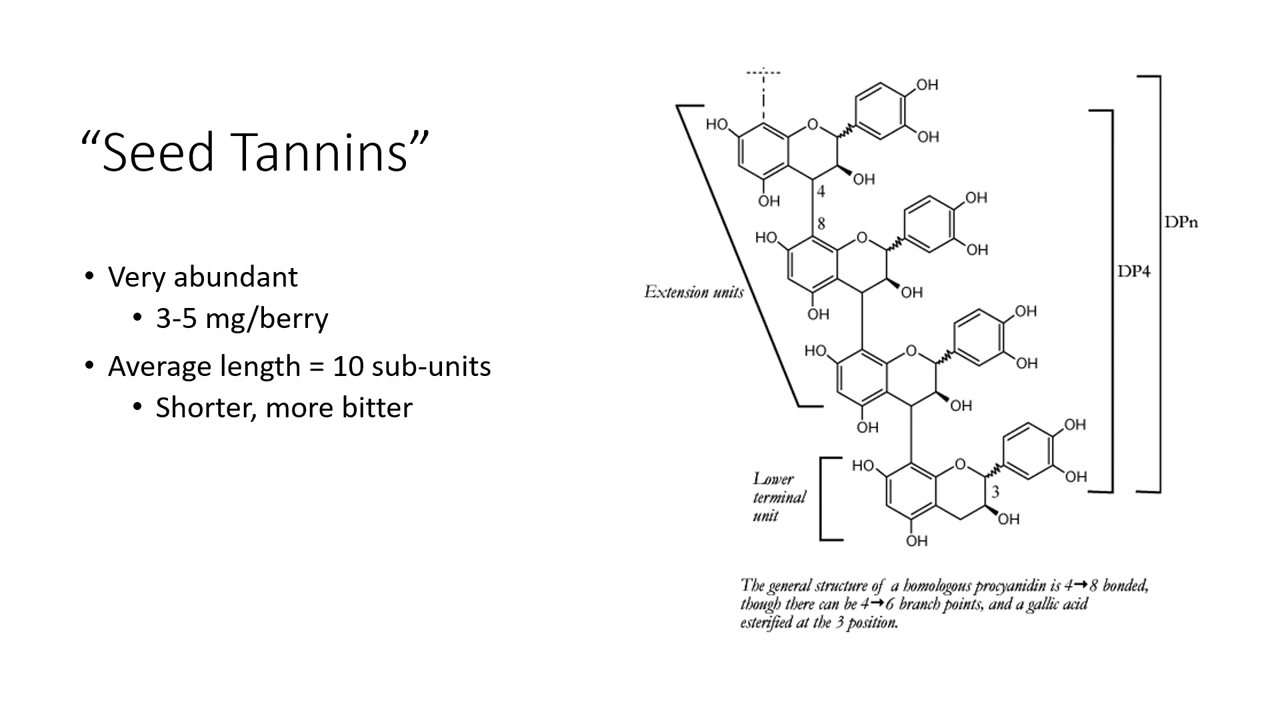 “Seed Tannins”
• Very abundant
• 3-5 mg/berry
• Average length = 10 sub-units
• Shorter, more bitter
OH
HO
O
OH
OH
OH
4
8
OH
HO
O
OH
OH
OH
DPn
DP4
Extension units
OH
HO
O
OH
OH
OH
OH
HO
O
OH
3
OH
OH
Lower
terminal
unit
The general structure of a homologous procyanidin is 4→8 bonded,
though there can be 4→6 branch points, and a gallic acid
esterified at the 3 position.